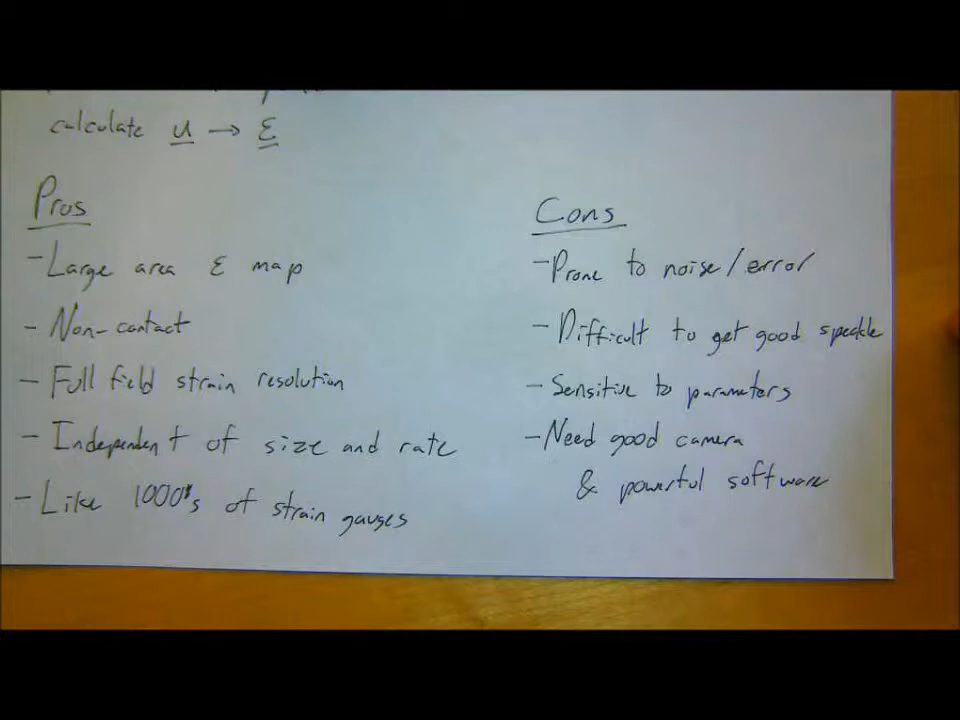 calculate u → ε
Pros
- Large area ε map
- Non-contact
- Full field strain resolution
- Independent of size and rate
- Like 1000's of strain gauges
Cons
- Prone to noise/error
- Difficult to get good speckle
- Sensitive to parameters
- Need good camera
& powerful software